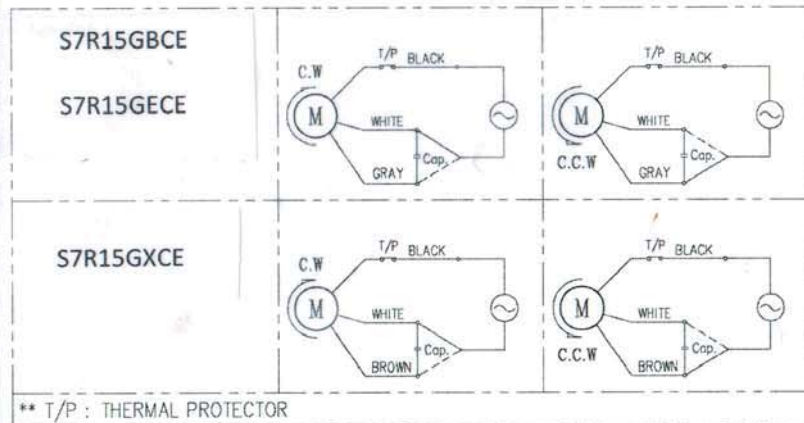 S7R15GBCE
S7R15GECE
C.W
T/P BLACK
M
WHITE
Cap.
GRAY
T/P BLACK
M
WHITE
C.C.W
Cap.
GRAY
S7R15GXCE
C.W
T/P BLACK
M
WHITE
Cap.
BROWN
T/P BLACK
M
WHITE
C.C.W
Cap.
BROWN
** T/P : THERMAL PROTECTOR